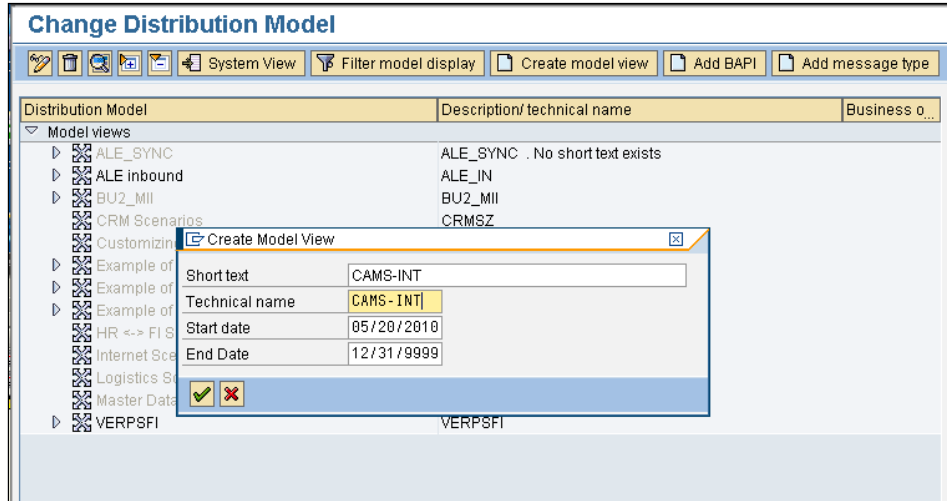 Change Distribution Model
System View Filter model display Create model view Add BAPI Add message type
Distribution Model Description/ technical name Business o...
Model views
ALE_SYNC ALE_SYNC . No short text exists
ALE inbound ALE_IN
BU2_MII BU2_MII
CRM Scenarios CRMSZ
Customizing
Example of
Example of
Example of
HR <-> FI S
Internet Sce
Logistics Sc
Master Data
VERPSFI VERPSFI
Create Model View
Short text CAMS-INT
Technical name CAMS-INT
Start date 05/20/2010
End Date 12/31/9999